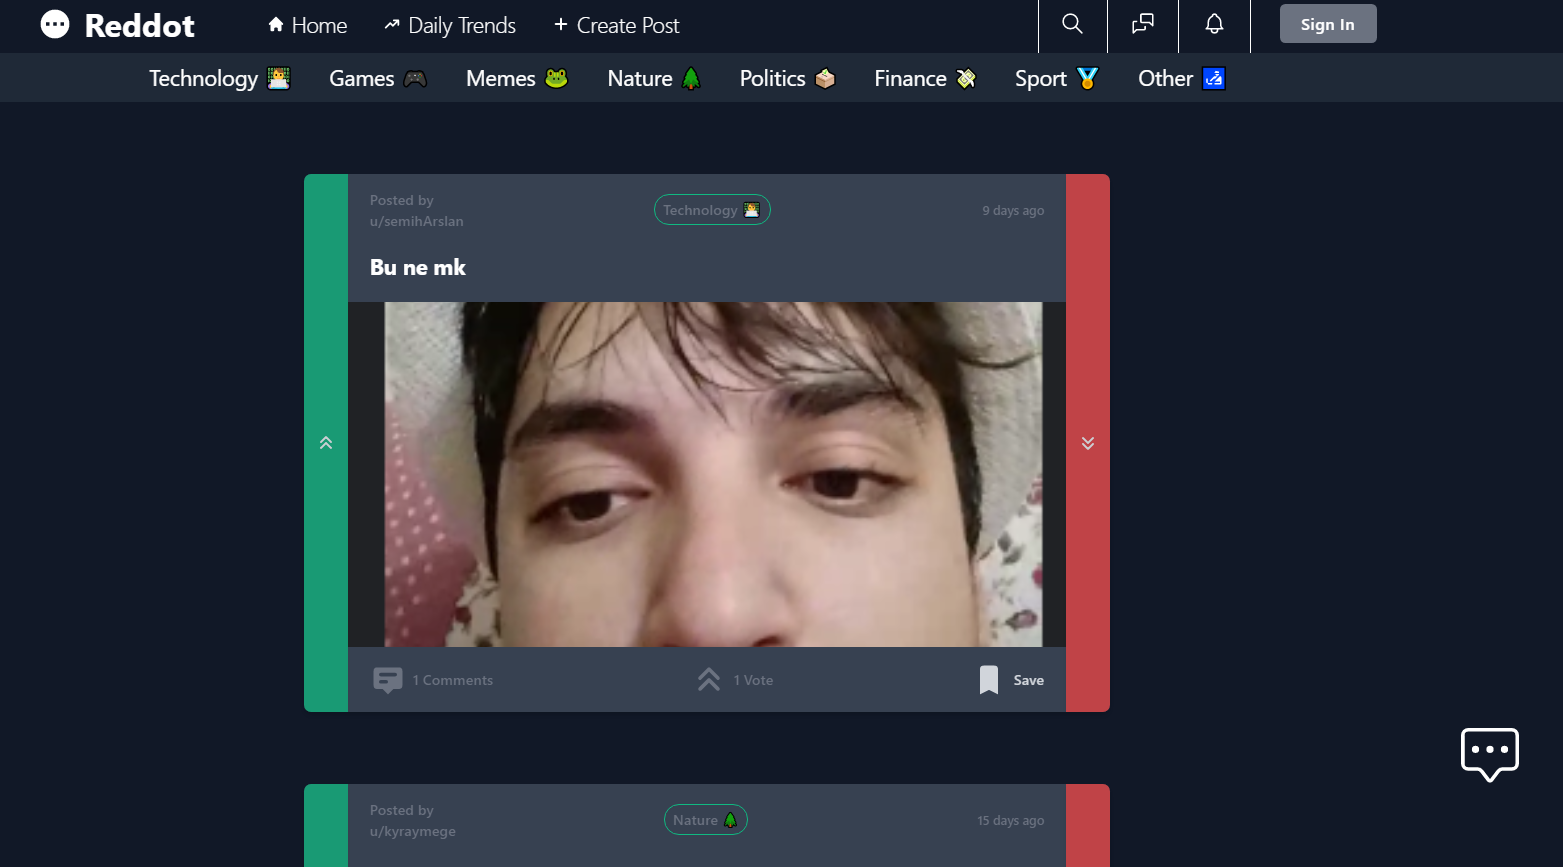 Reddot
Home
Daily Trends
Create Post
Sign In
Technology
Games
Memes
Nature
Politics
Finance
Sport
Other
Posted by
u/semihArslan
Technology
9 days ago
Bu ne mk
1 Comments
1 Vote
Save
Posted by
u/kyraymege
Nature
15 days ago